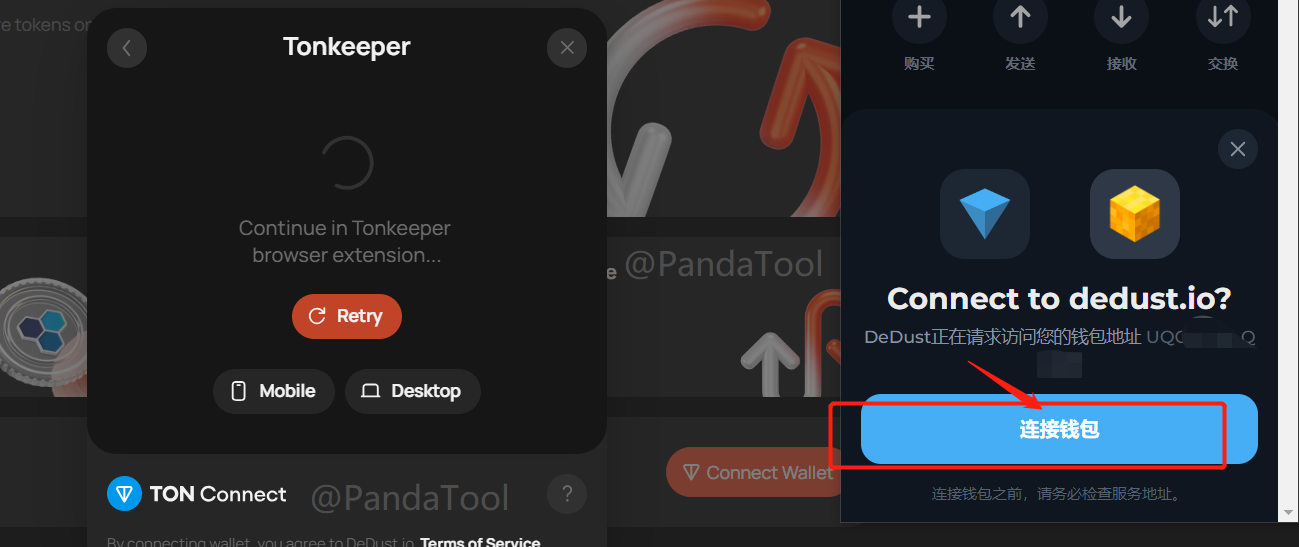 re tokens or
Tonkeeper
Continue in Tonkeeper
browser extension...
Retry
Mobile
Desktop
TON Connect
@PandaTool
?
By connecting wallet, you agree to DeDust.io Terms of Service
e @PandaTool
Connect Wallet
购买
发送
接收
交换
Connect to dedust.io?
DeDust正在请求访问您的钱包地址 UQ
Q
连接钱包
连接钱包之前，请务必检查服务地址。